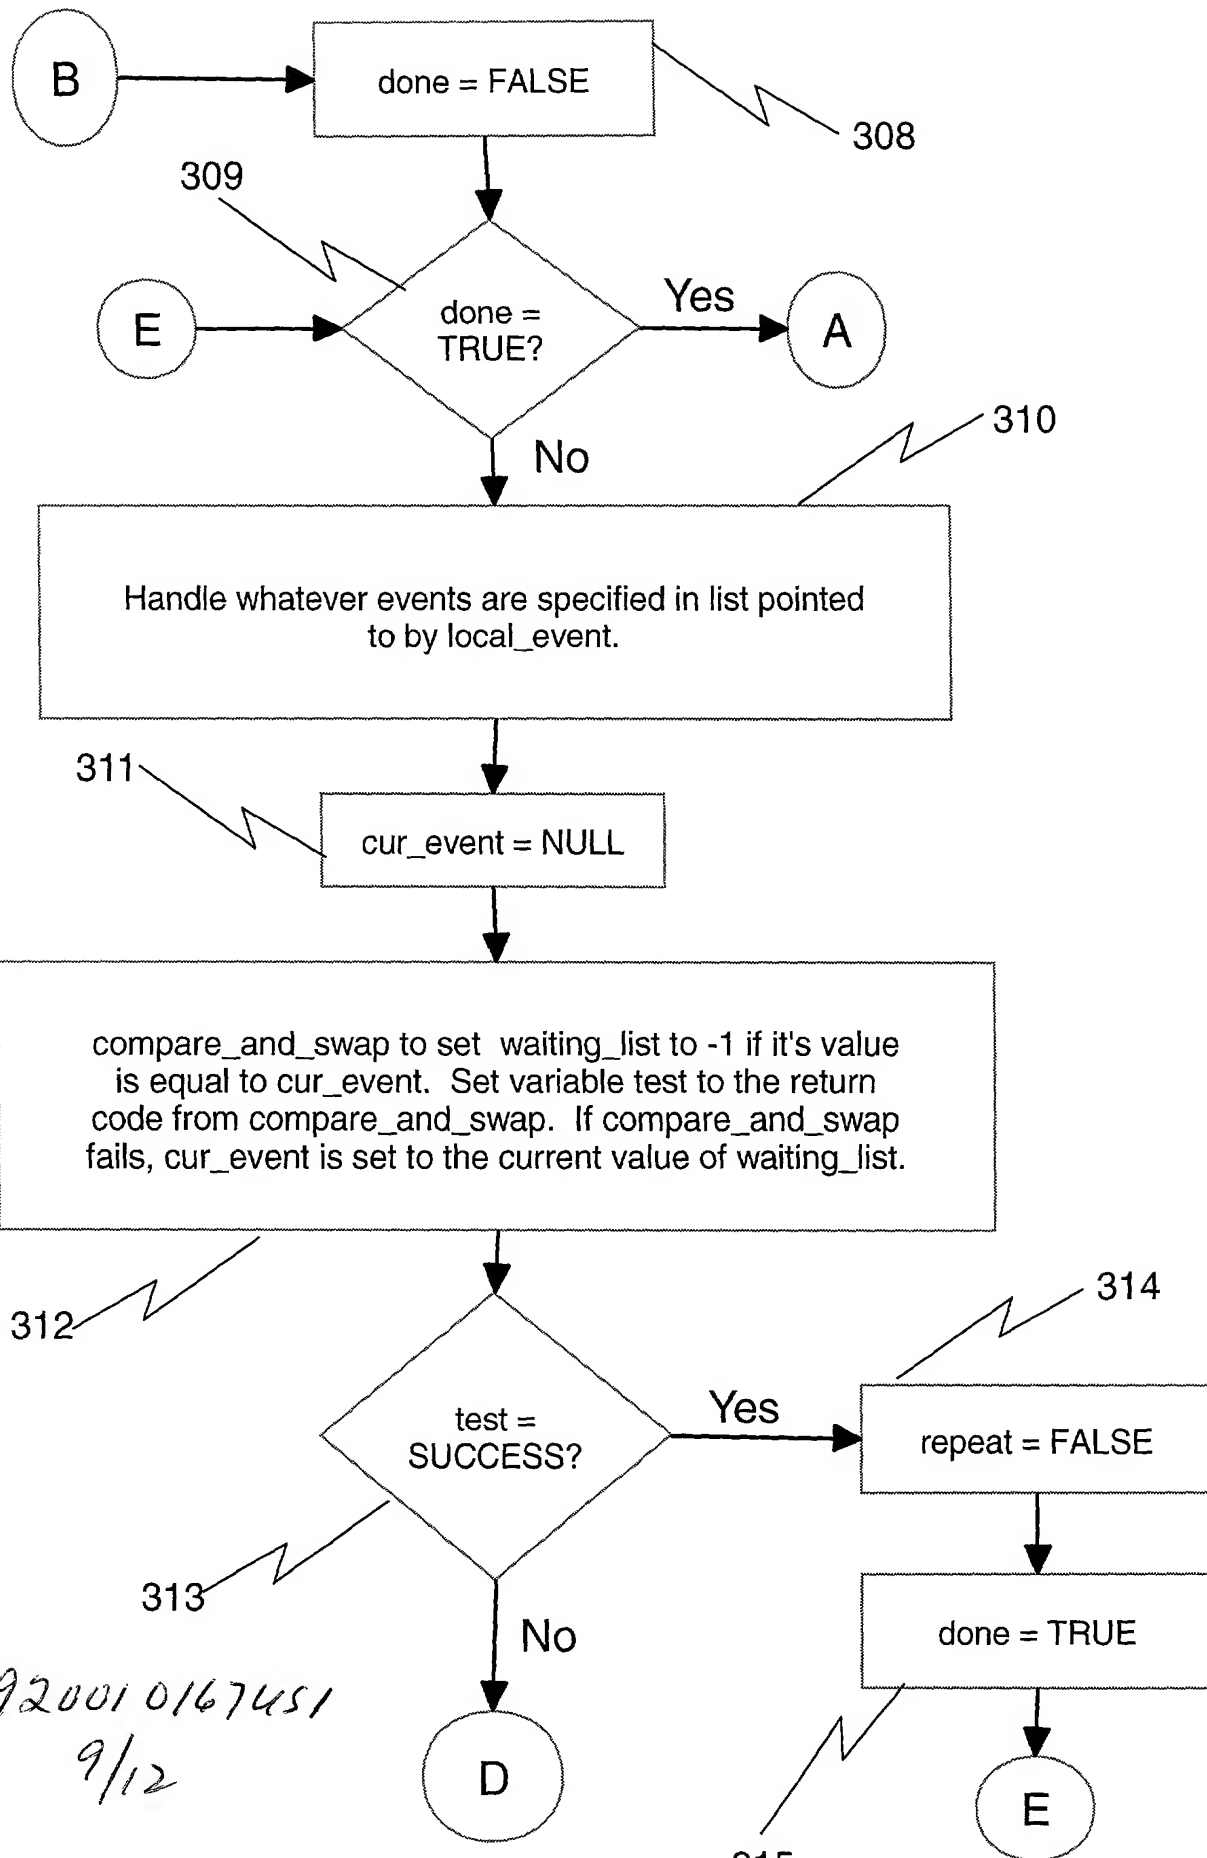 B
done = FALSE
308
309
E
done =
TRUE?
Yes
A
No
310
Handle whatever events are specified in list pointed
to by local_event.
311
cur_event = NULL
compare_and_swap to set waiting_list to -1 if it's value
is equal to cur_event. Set variable test to the return
code from compare_and_swap. If compare_and_swap
fails, cur_event is set to the current value of waiting_list.
312
314
test =
SUCCESS?
Yes
repeat = FALSE
313
No
done = TRUE
920010167US1
9/12
D
E
315